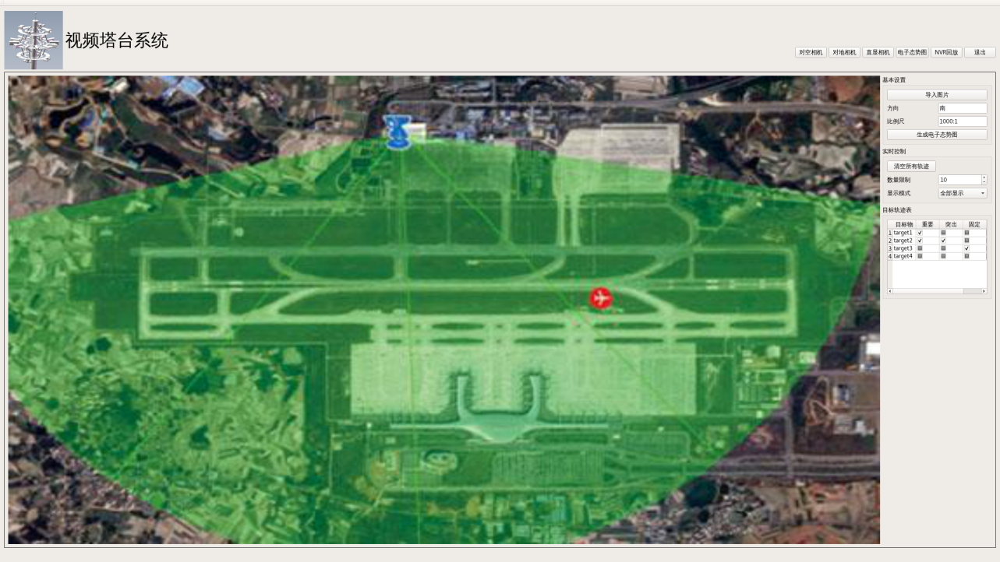 视频塔台系统
对空相机 对地相机 直显相机 电子态势图 NVR回放 退出
基本设置
导入图片
方向 南
比例尺 1000:1
生成电子态势图
实时控制
清空所有轨迹
数量限制 10
显示模式 全部显示
目标轨迹表
目标物 重要 突出 固定
1 target1
2 target2
3 target3
4 target4